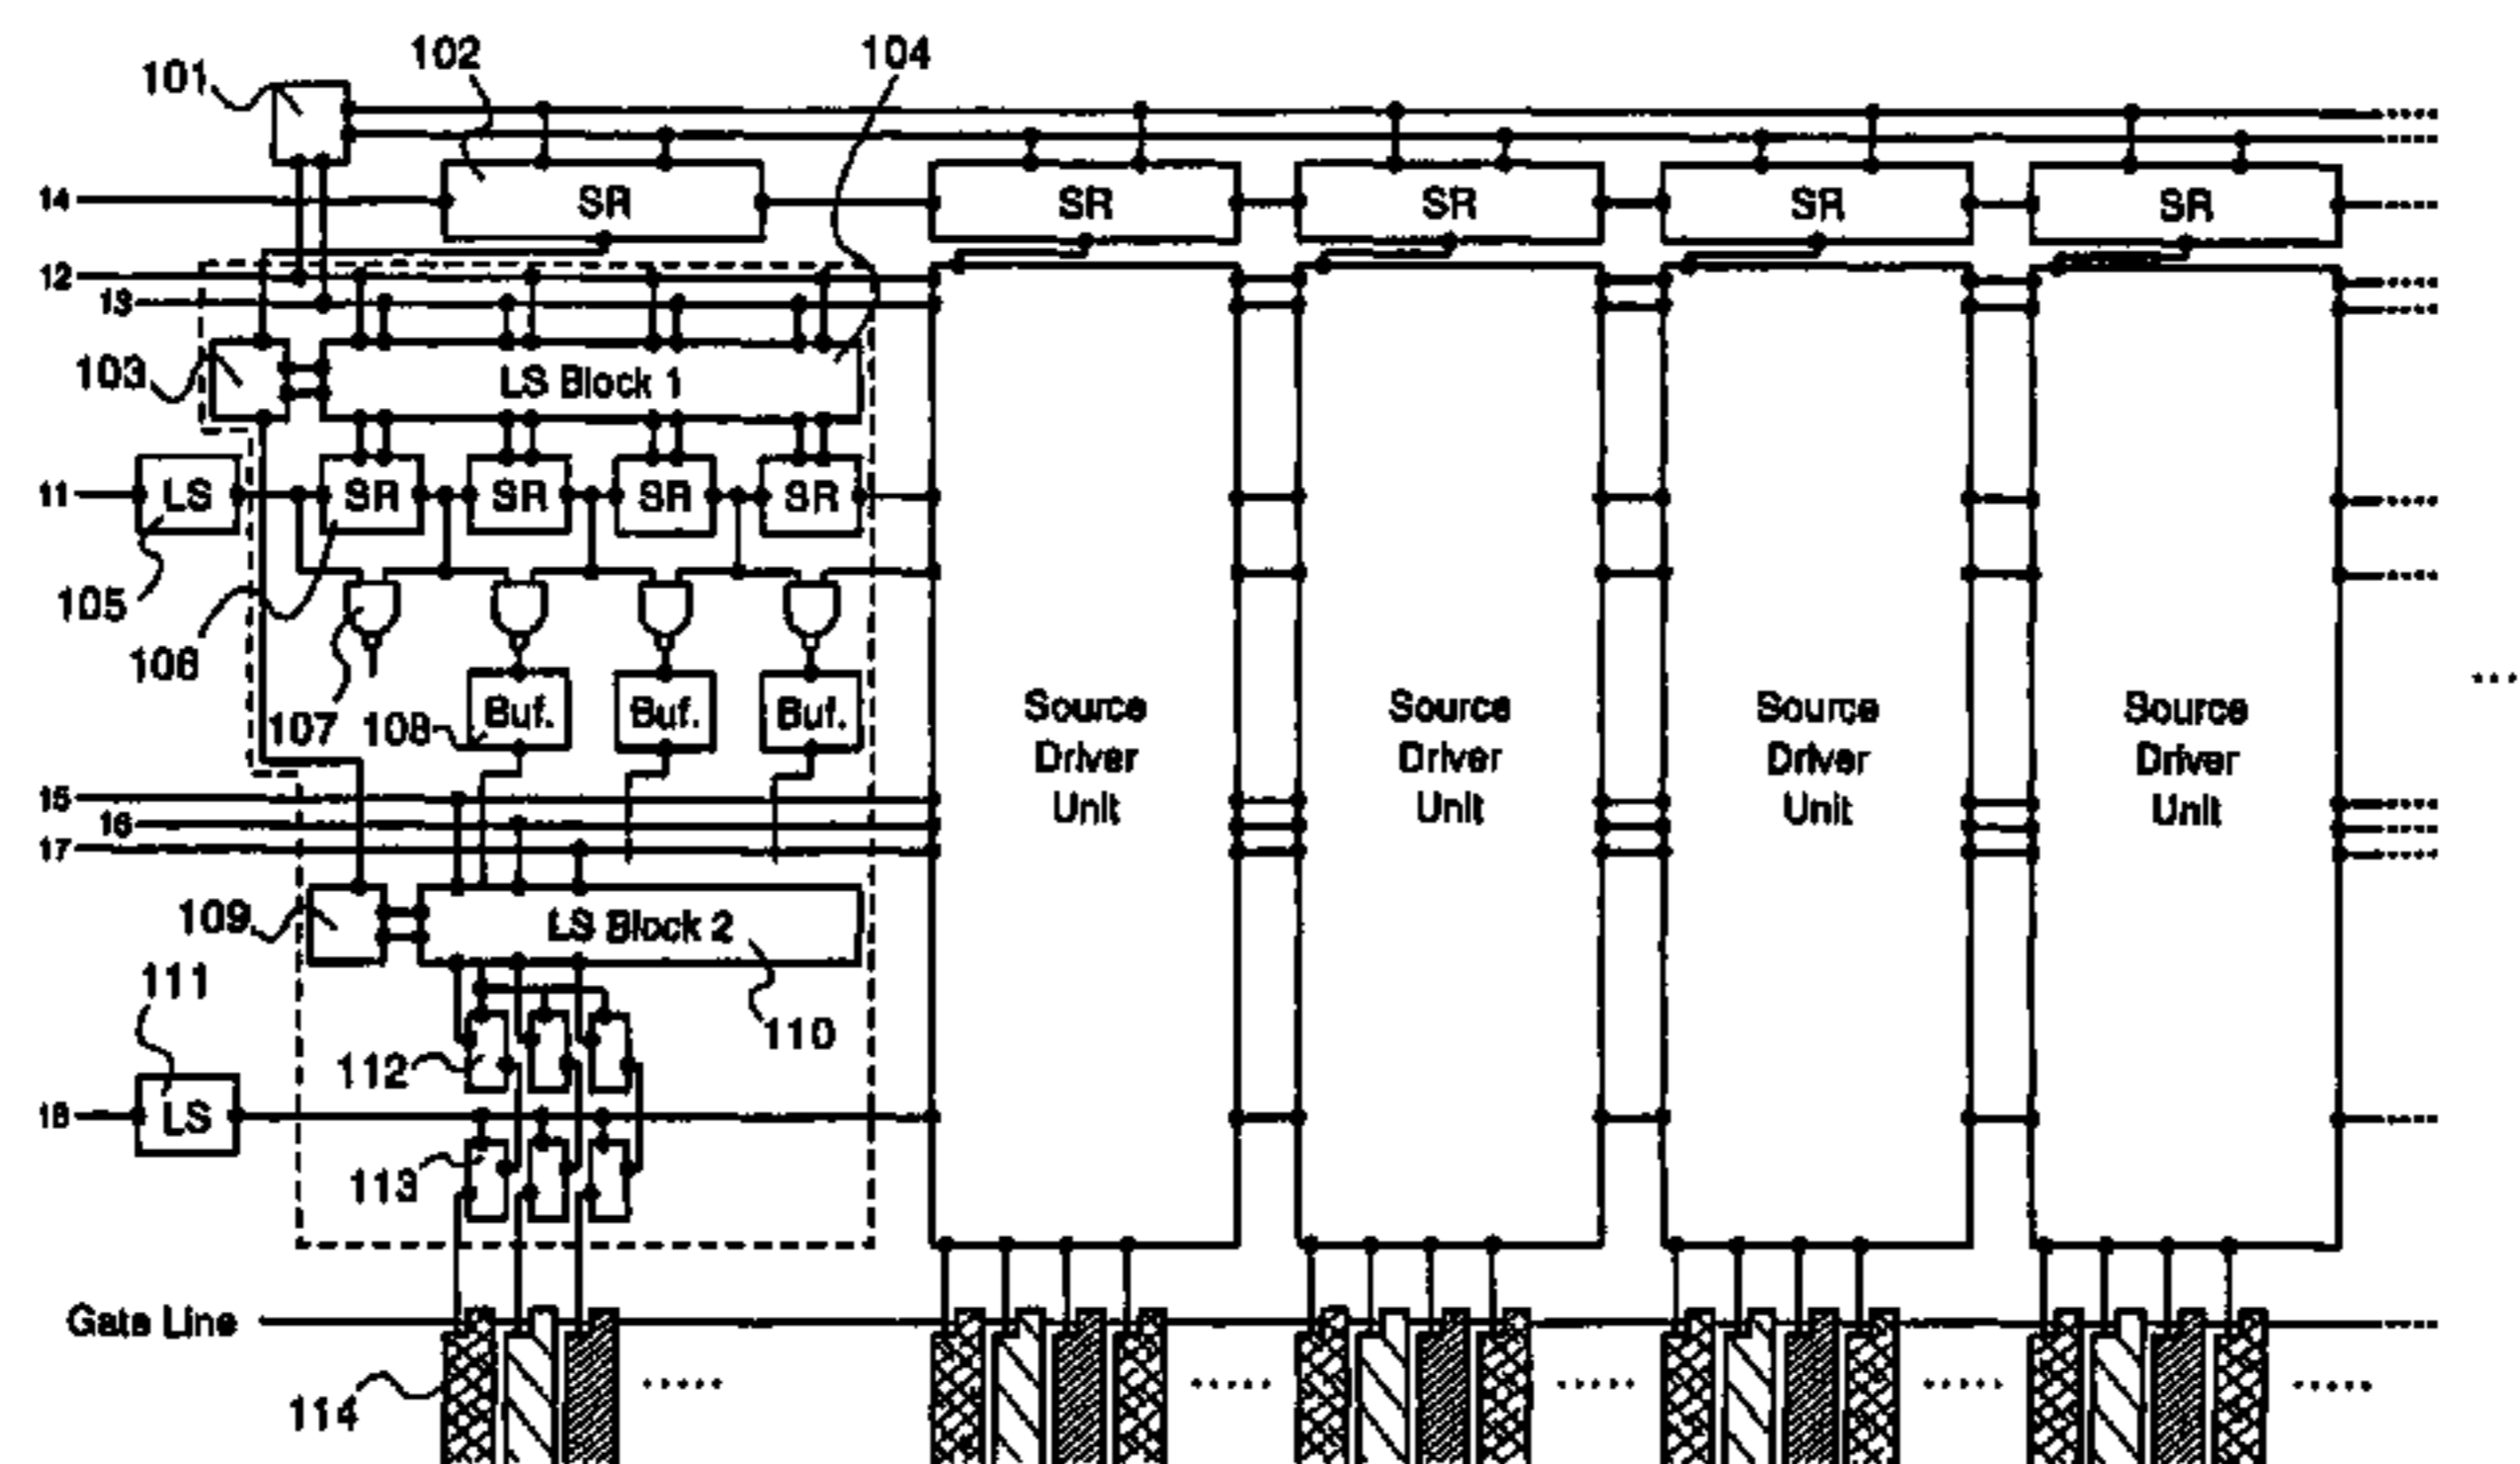 102
104
101
14
SR
SR
SR
SR
SR
12
13
103
LS Block 1
11
LS
SR
SR
SR
SR
105
106
107
108
Buf.
Buf.
Buf.
Source
Driver
Unit
Source
Driver
Unit
Source
Driver
Unit
Source
Driver
Unit
15
16
17
109
LS Block 2
111
110
112
18
LS
113
Gate Line
114